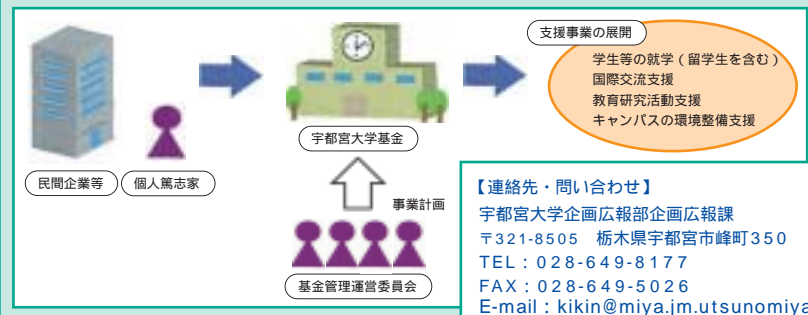 支援事業の展開
学生等の就学(留学生を含む)
国際交流支援
教育研究活動支援
キャンパスの環境整備支援
宇都宮大学基金
民間企業等
個人篤志家
事業計画
基金管理運営委員会
【連絡先・問い合わせ】
宇都宮大学企画広報部企画広報課
〒321-8505 栃木県宇都宮市峰町350
TEL:028-649-8177
FAX:028-649-5026
E-mail:kikin@miya.jm.utsunomiya